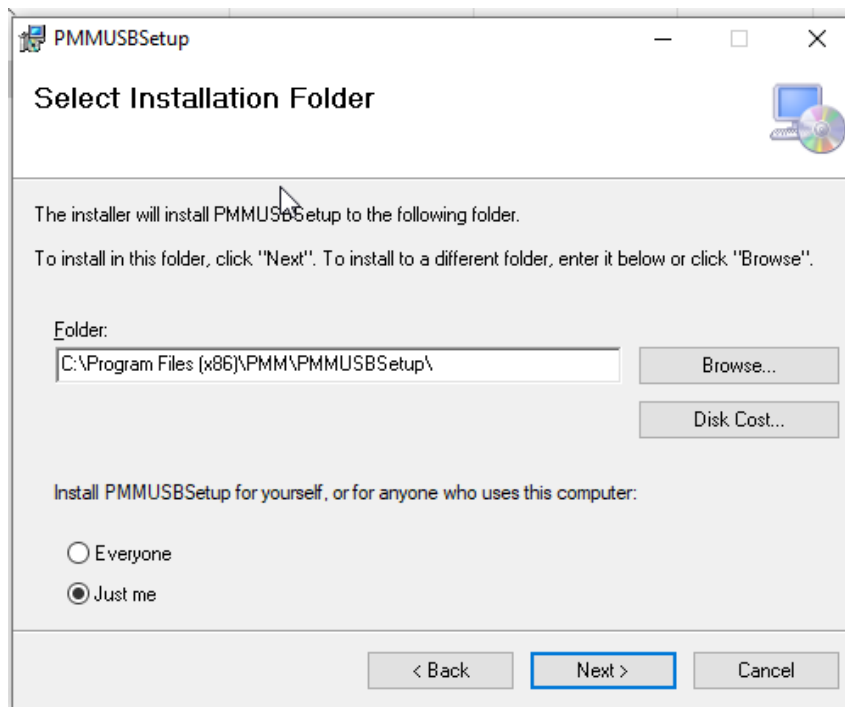 PMMUSBSetup
Select Installation Folder
The installer will install PMMUSBSetup to the following folder.
To install in this folder, click "Next". To install to a different folder, enter it below or click "Browse".
Folder:
C:\Program Files (x86)\PMM\PMMUSBSetup\
Browse...
Disk Cost...
Install PMMUSBSetup for yourself, or for anyone who uses this computer:
Everyone
Just me
< Back
Next >
Cancel